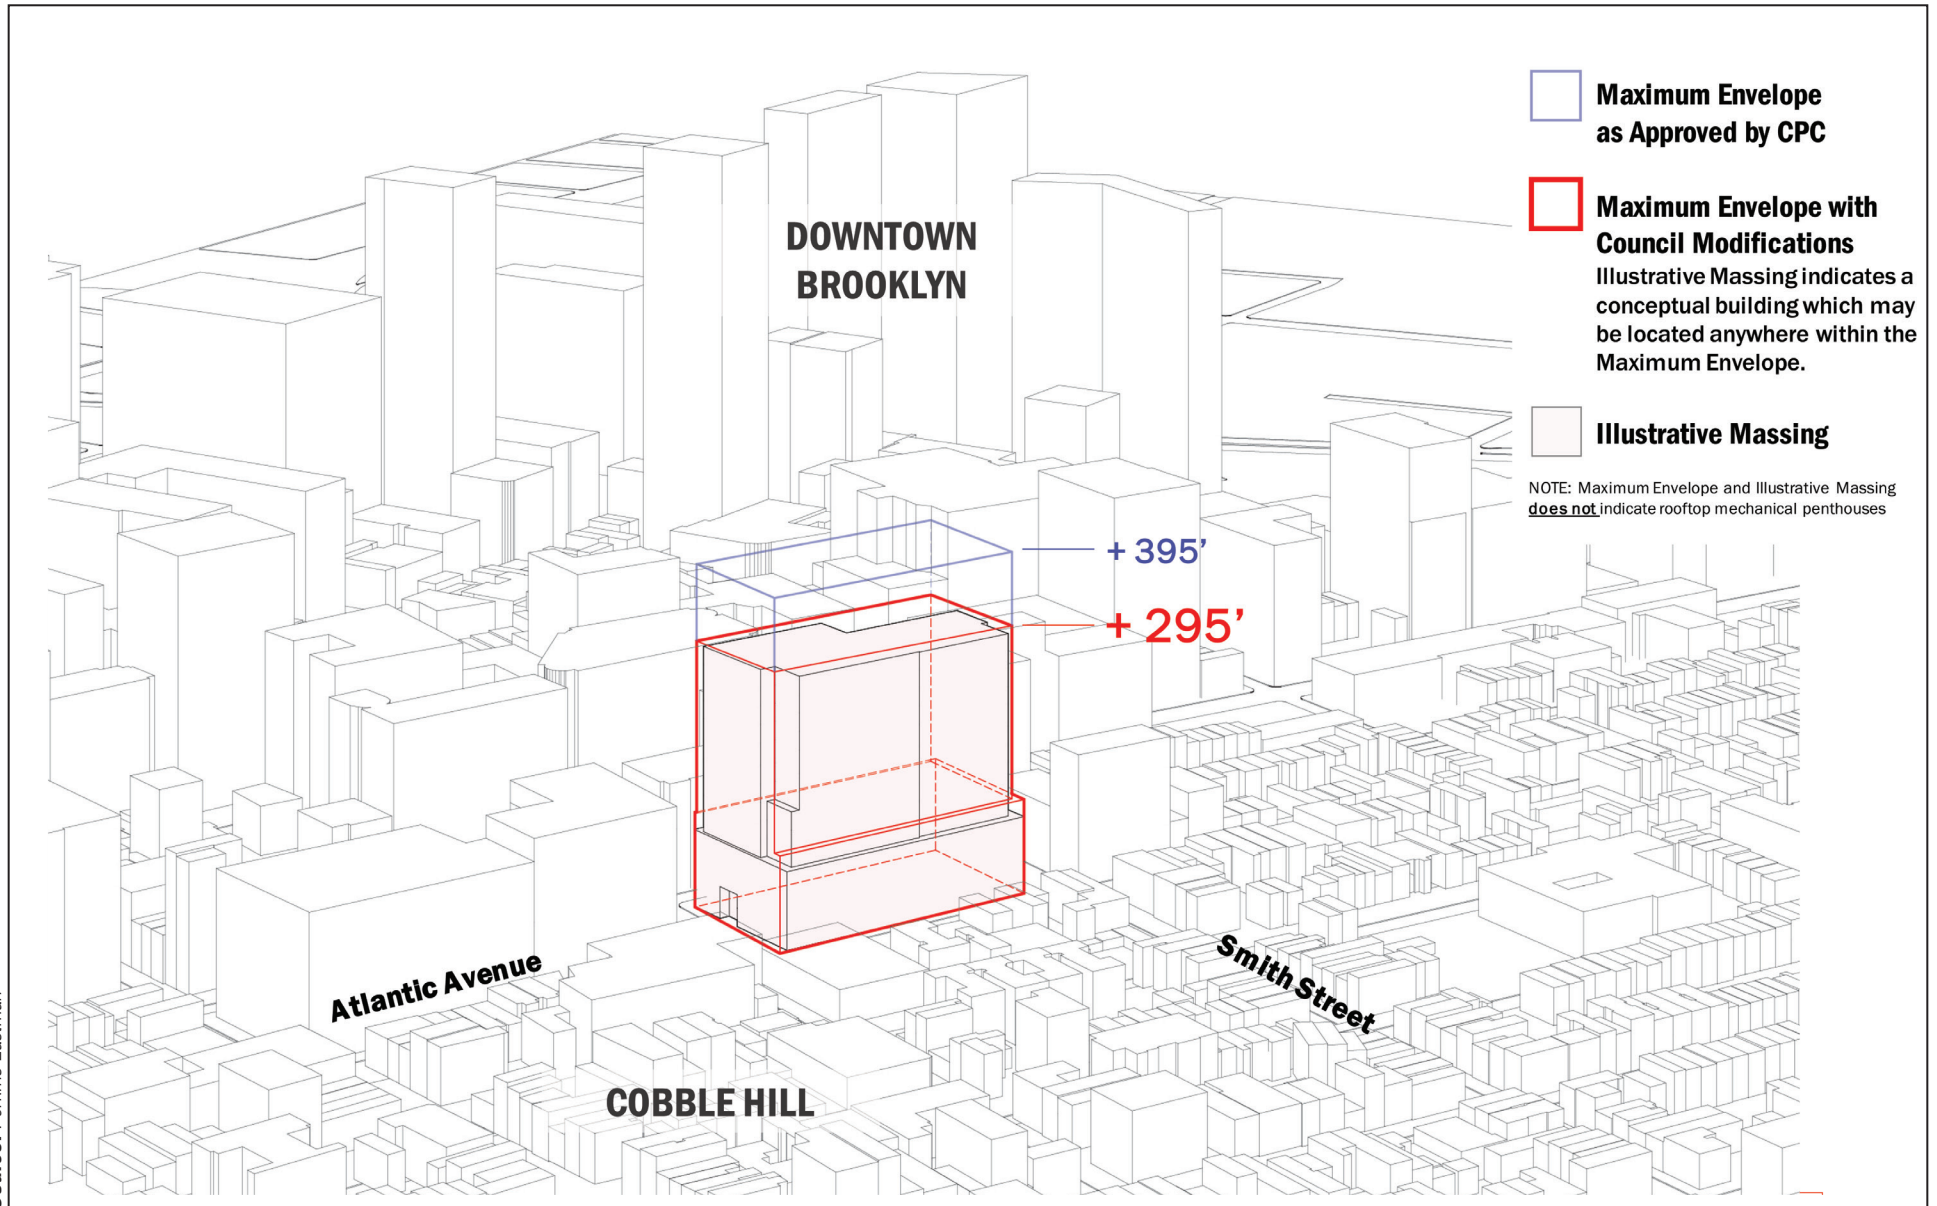 Maximum Envelope
as Approved by CPC
Maximum Envelope with
Council Modifications
Illustrative Massing indicates a
conceptual building which may
be located anywhere within the
Maximum Envelope.
Illustrative Massing
NOTE: Maximum Envelope and Illustrative Massing
does not indicate rooftop mechanical penthouses
DOWNTOWN
BROOKLYN
+ 395’
+ 295’
Atlantic Avenue
Smith Street
COBBLE HILL